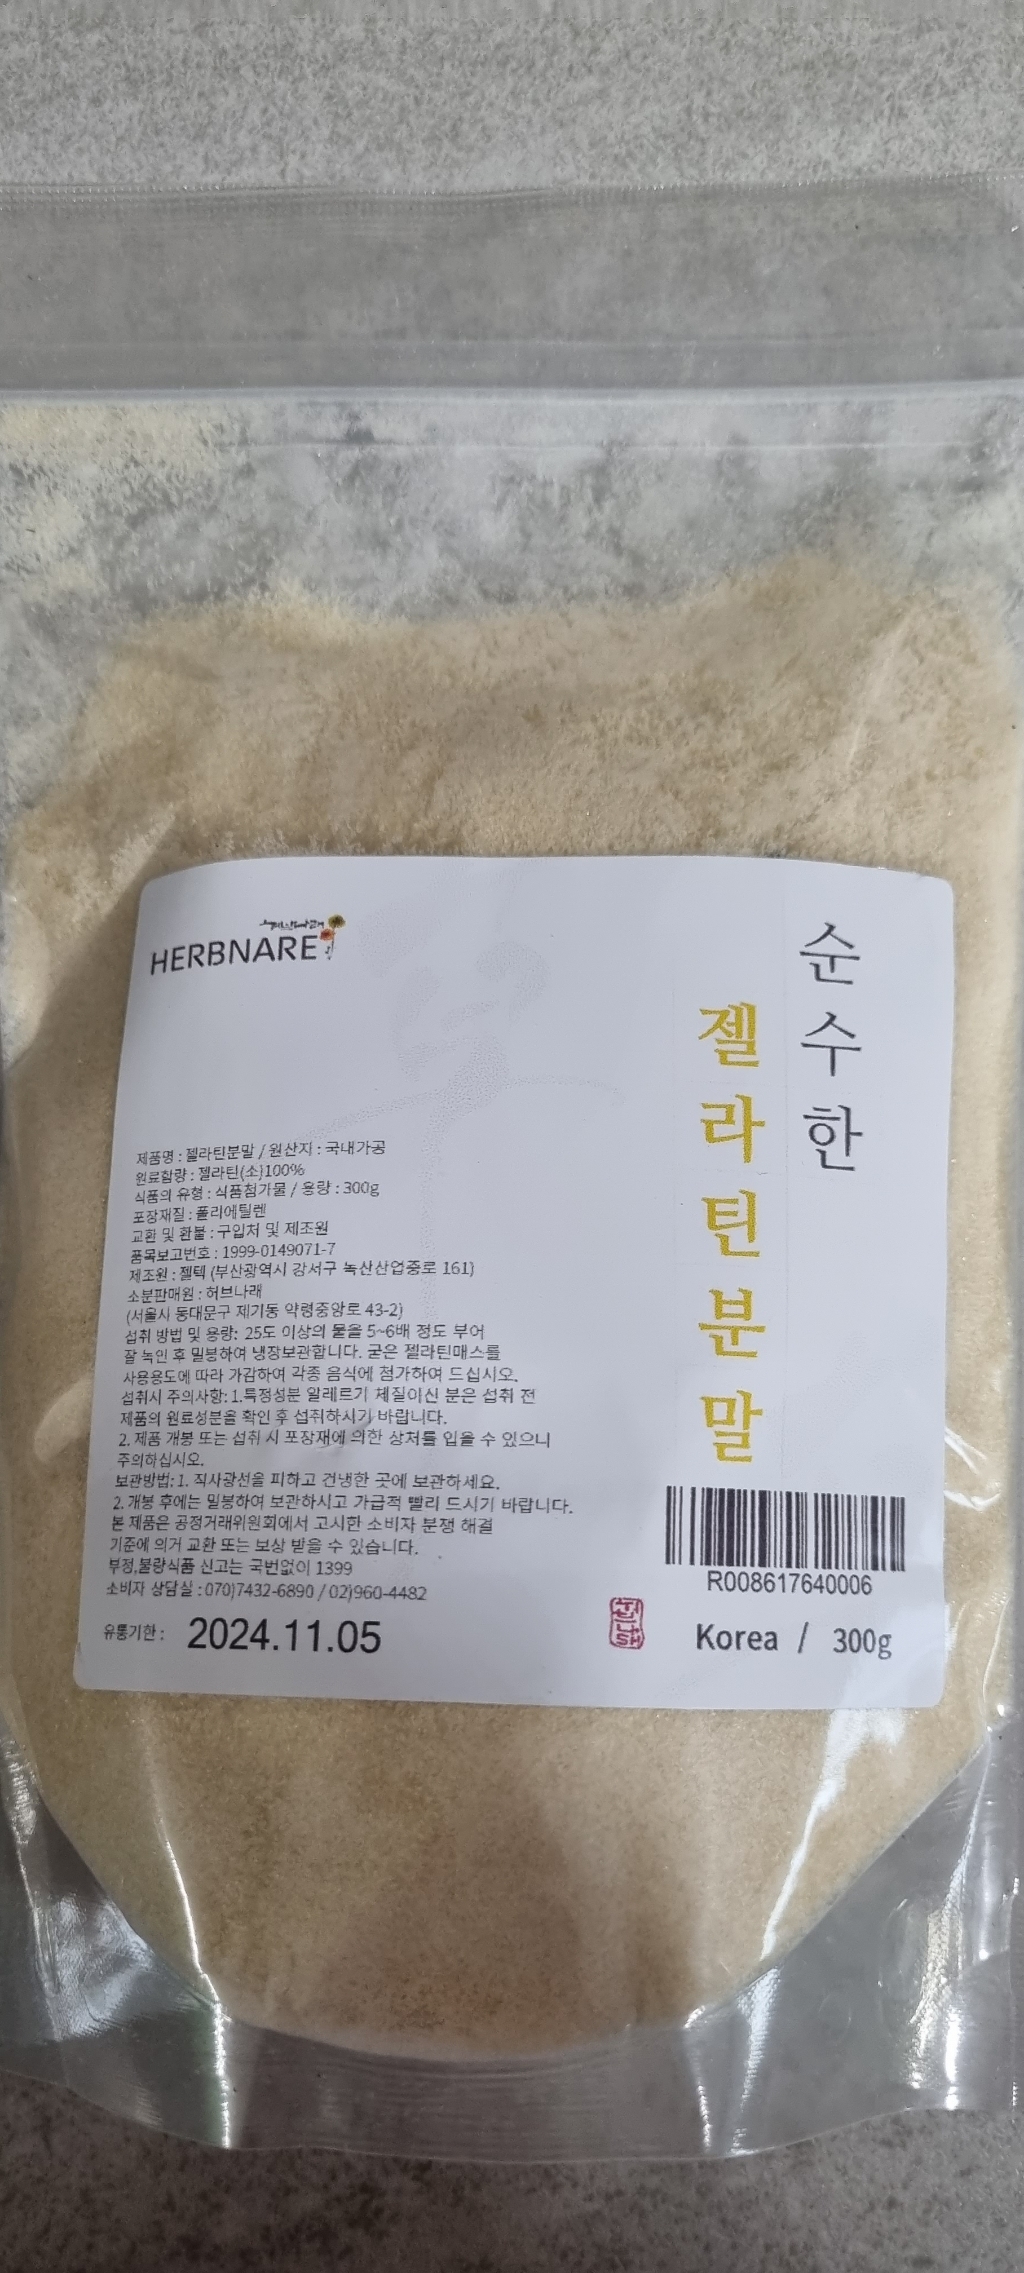 HERBNARE
순수한
젤라틴분말
제품명 : 젤라틴분말 / 원산지 : 국내가공
원료함량 : 젤라틴(소)100%
식품의 유형 : 식품첨가물 / 용량 : 300g
포장재질 : 폴리에틸렌
교환 및 환불 : 구입처 및 제조원
품목보고번호 : 1999-0149071-7
제조원 : 젤텍 (부산광역시 강서구 녹산산업중로 161)
소분판매원 : 허브나래
(서울시 동대문구 제기동 약령중앙로 43-2)
섭취 방법 및 용량: 25도 이상의 물을 5~6배 정도 부어
잘 녹인 후 밀봉하여 냉장보관합니다. 굳은 젤라틴매스를
사용용도에 따라 가감하여 각종 음식에 첨가하여 드십시오.
섭취시 주의사항: 1.특정성분 알레르기 체질이신 분은 섭취 전
제품의 원료성분을 확인 후 섭취하시기 바랍니다.
2. 제품 개봉 또는 섭취 시 포장재에 의한 상처를 입을 수 있으니
주의하십시오.
보관방법: 1. 직사광선을 피하고 건냉한 곳에 보관하세요.
2. 개봉 후에는 밀봉하여 보관하시고 가급적 빨리 드시기 바랍니다.
본 제품은 공정거래위원회에서 고시한 소비자 분쟁 해결
기준에 의거 교환 또는 보상 받을 수 있습니다.
부정,불량식품 신고는 국번없이 1399
소비자 상담실 : 070)7432-6890 / 02)960-4482
유통기한 : 2024.11.05
R008617640006
Korea / 300g